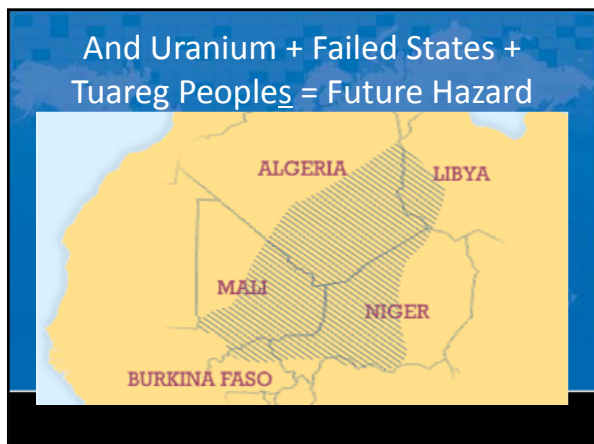 And Uranium + Failed States +
Tuareg Peoples = Future Hazard
ALGERIA
LIBYA
MALI
NIGER
BURKINA FASO